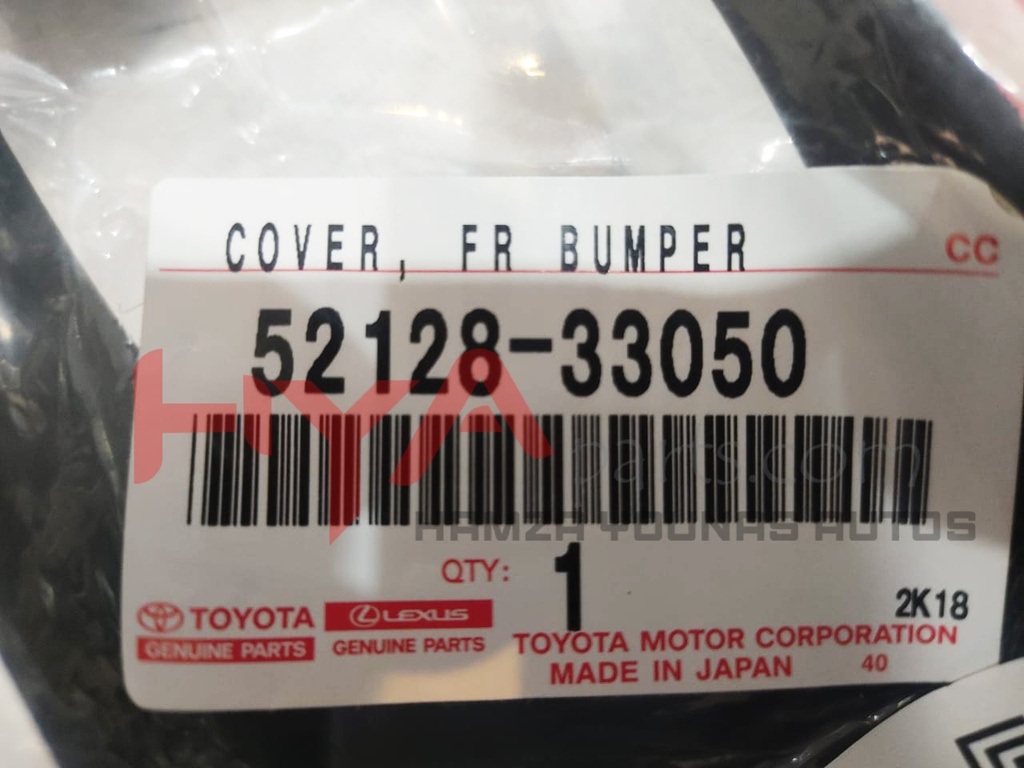 COVER, FR BUMPER CC
52128-33050
HYA parts.com
HAMZA YOUNAS AUTOS
QTY: 1
2K18
TOYOTA LEXUS
GENUINE PARTS GENUINE PARTS
TOYOTA MOTOR CORPORATION
MADE IN JAPAN 40